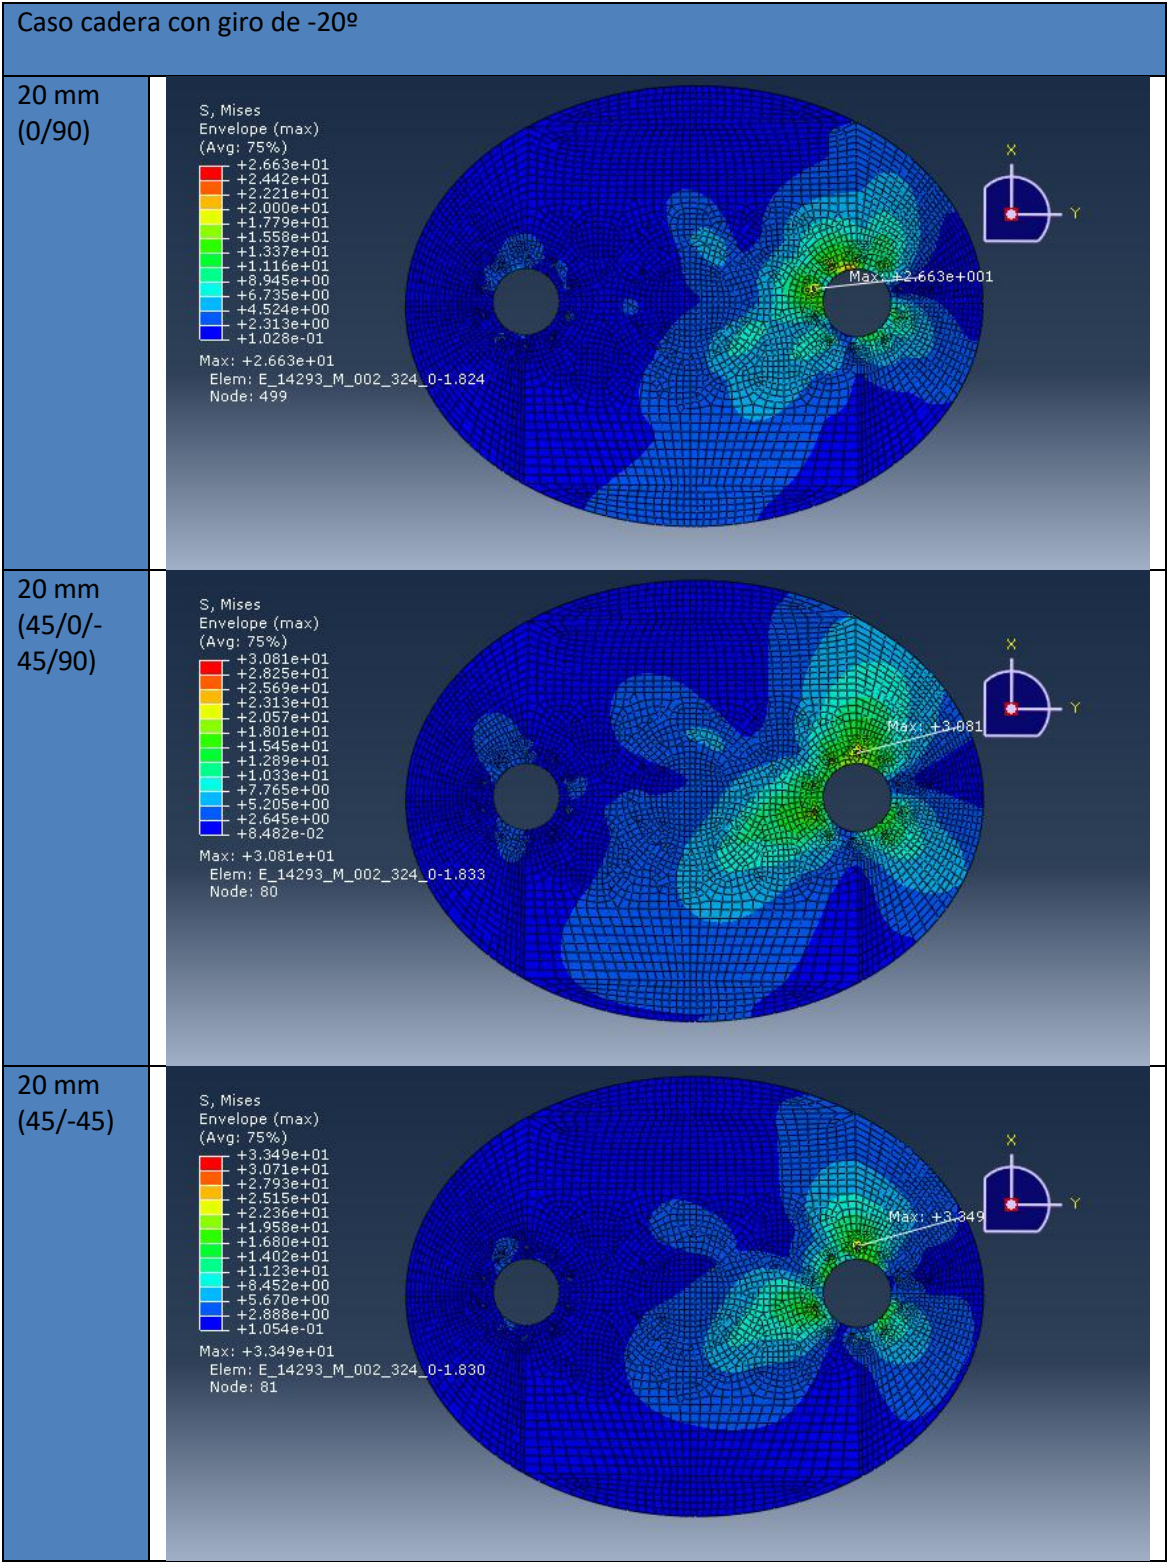 Caso cadera con giro de -20º
20 mm
(0/90)
S, Mises
Envelope (max)
(Avg: 75%)
+2.663e+01
+2.442e+01
+2.221e+01
+2.000e+01
+1.779e+01
+1.558e+01
+1.337e+01
+1.116e+01
+8.945e+00
+6.735e+00
+4.524e+00
+2.313e+00
+1.028e-01
Max: +2.663e+01
Elem: E_14293_M_002_324_0-1.824
Node: 499
Max: +2.663e+001
X
Y
20 mm
(45/0/-
45/90)
S, Mises
Envelope (max)
(Avg: 75%)
+3.081e+01
+2.825e+01
+2.569e+01
+2.313e+01
+2.057e+01
+1.801e+01
+1.545e+01
+1.289e+01
+1.033e+01
+7.765e+00
+5.205e+00
+2.645e+00
+8.482e-02
Max: +3.081e+01
Elem: E_14293_M_002_324_0-1.833
Node: 80
Max: +3.081
X
Y
20 mm
(45/-45)
S, Mises
Envelope (max)
(Avg: 75%)
+3.349e+01
+3.071e+01
+2.793e+01
+2.515e+01
+2.236e+01
+1.958e+01
+1.680e+01
+1.402e+01
+1.123e+01
+8.452e+00
+5.670e+00
+2.888e+00
+1.054e-01
Max: +3.349e+01
Elem: E_14293_M_002_324_0-1.830
Node: 81
Max: +3.349
X
Y